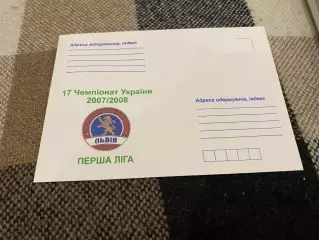 Адреса відправника, індекс
17 Чемпіонат України
2007/2008
ЛЬВІВ
ПЕРША ЛІГА
Адреса одержувача, індекс